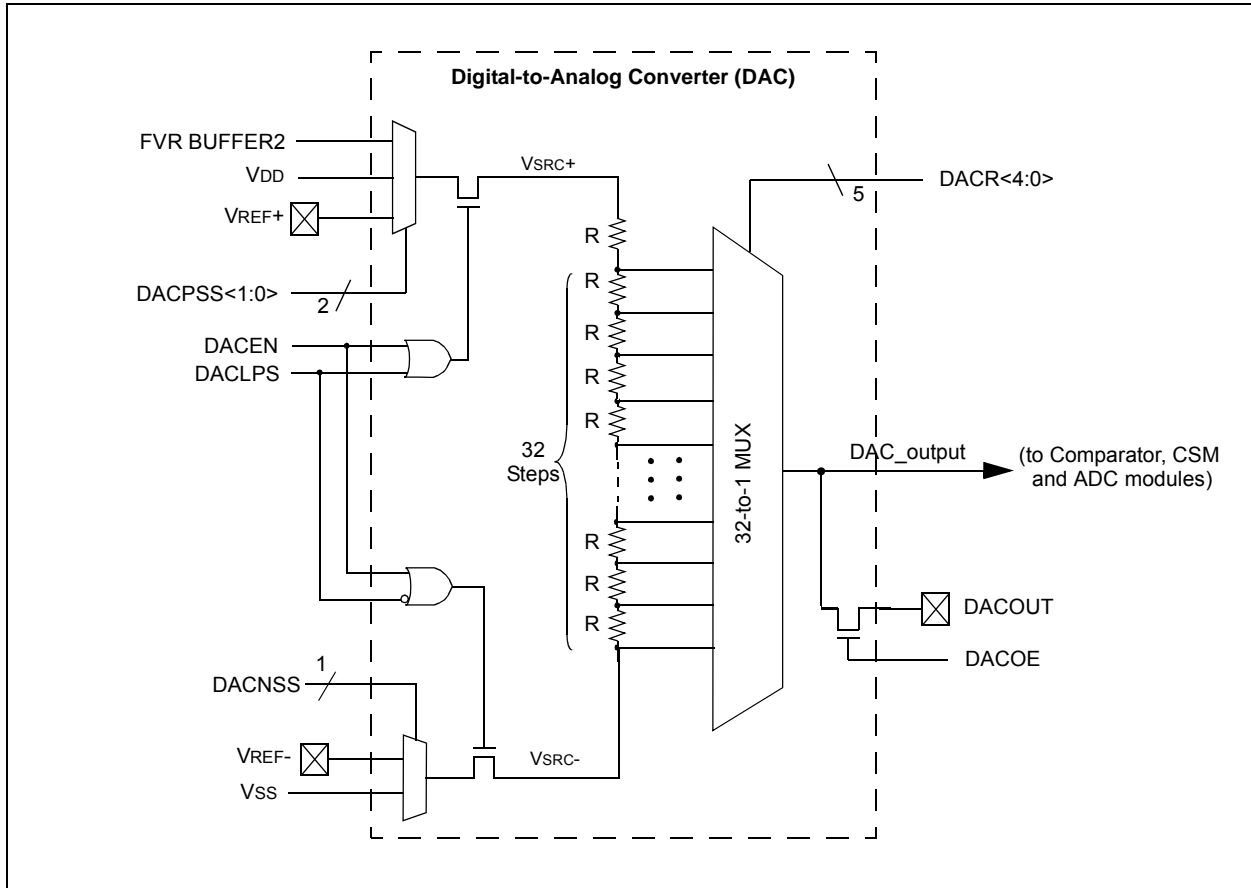 Digital-to-Analog Converter (DAC)
FVR BUFFER2
VDD
VREF+
DACPSS<1:0>
2
DACEN
DACLPS
VSRC+
DACR<4:0>
5
R
R
R
R
R
32
Steps
R
R
R
32-to-1 MUX
DAC_output
(to Comparator, CSM
and ADC modules)
DACOUT
DACOE
DACNSS
1
VREF-
VSS
VSRC-